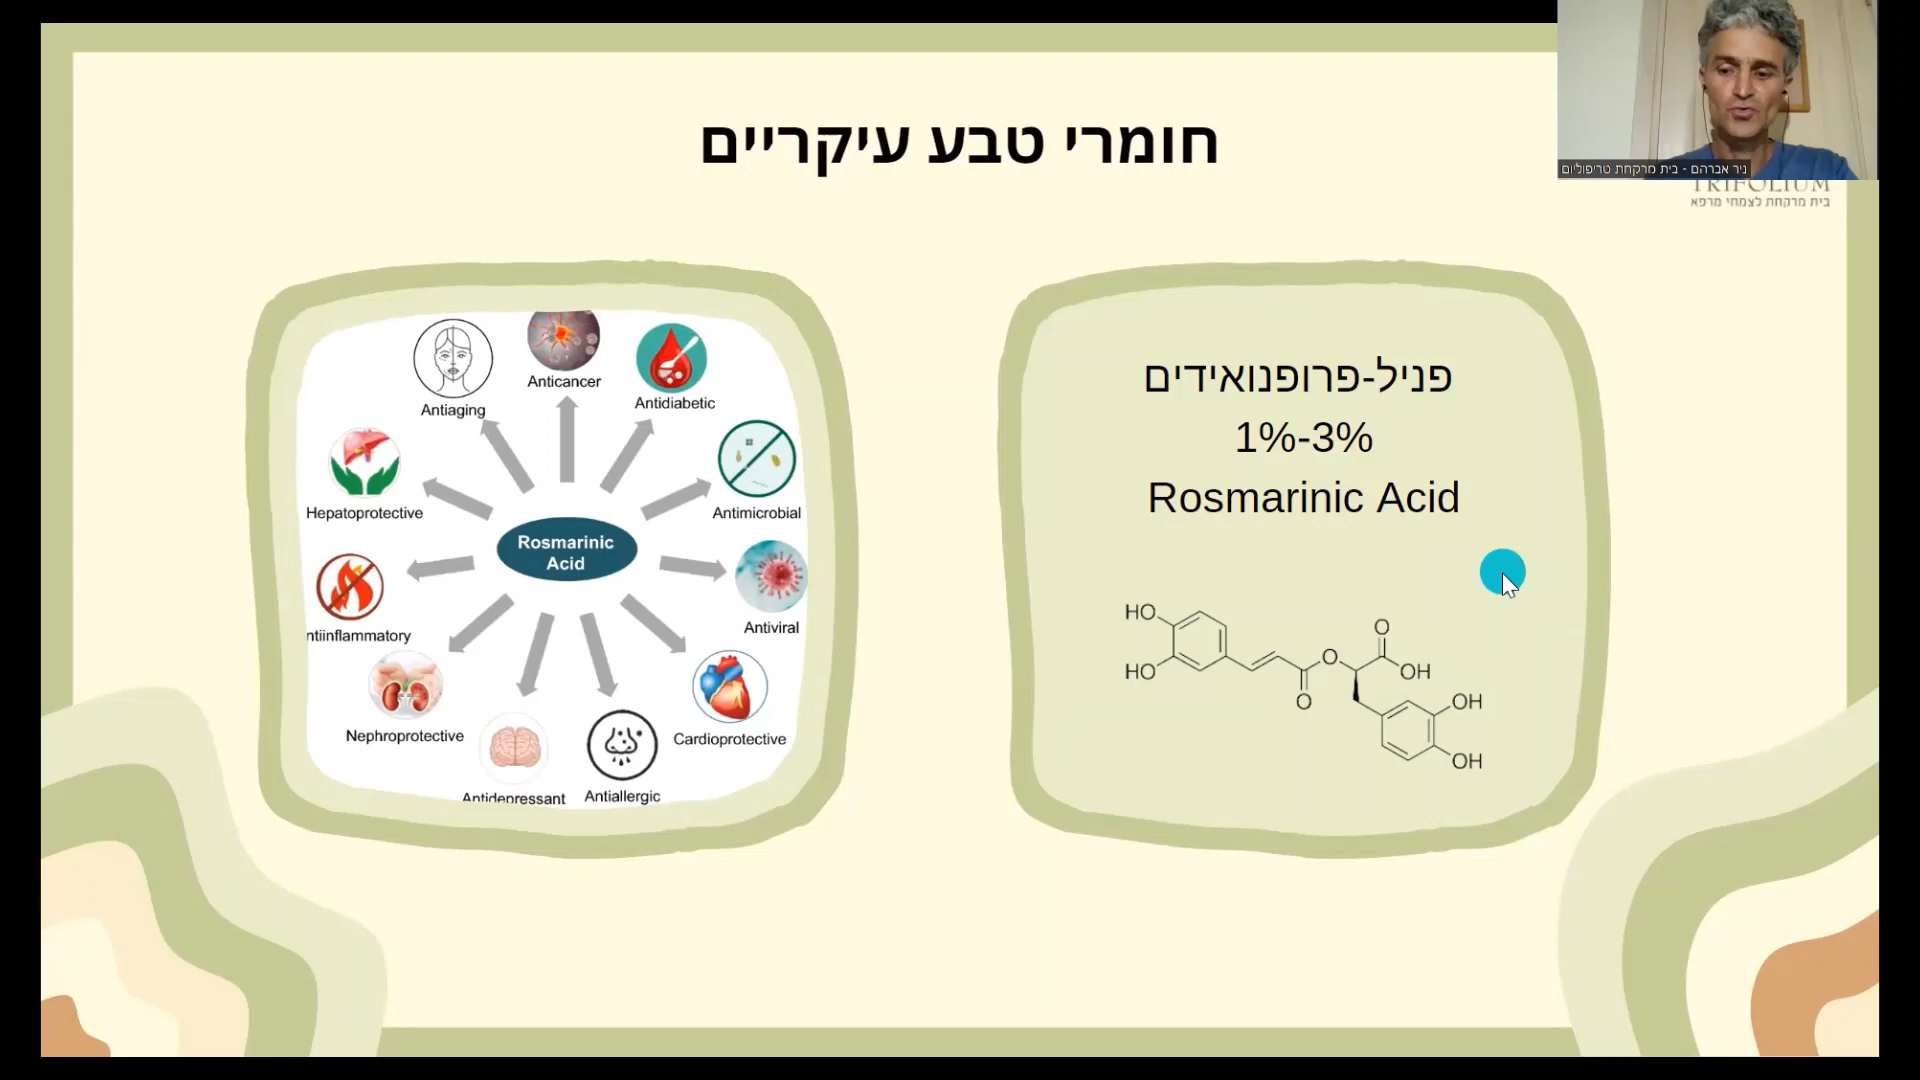 חומרי טבע עיקריים
ניר אברהם - בית מרקחת טריפוליום
TRIFOLIUM
בית מרקחת לצמחי מרפא
פניל-פרופנואידים
1%-3%
Rosmarinic Acid
HO
HO
O
O
O
OH
OH
OH
Anticancer
Antiaging
Antidiabetic
Hepatoprotective
Antimicrobial
Rosmarinic
Acid
ntiinflammatory
Antiviral
Nephroprotective
Cardioprotective
Antidepressant
Antiallergic